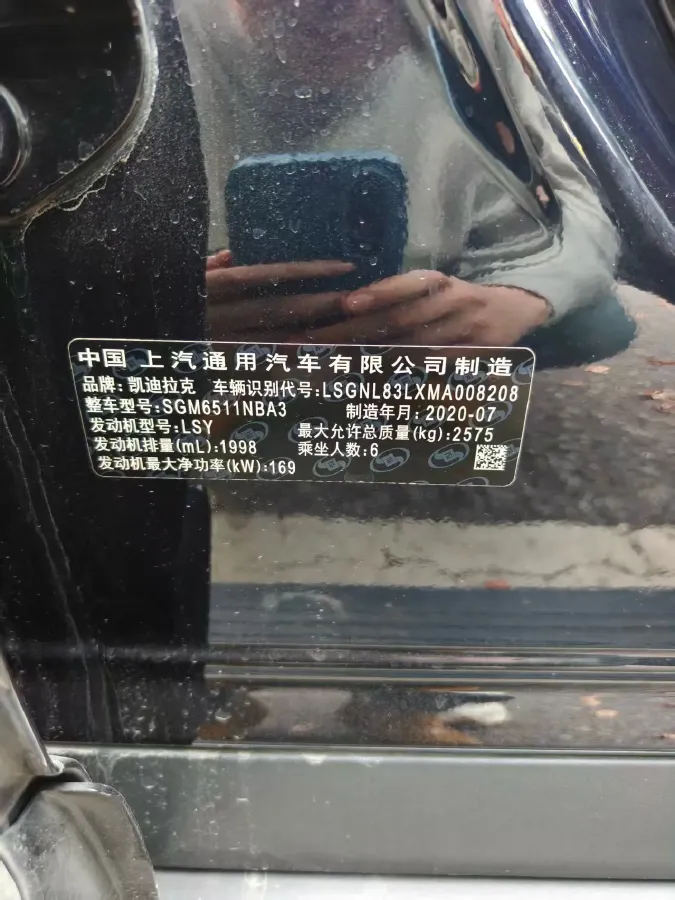 中国 上汽通用汽车有限公司制造
品牌:凯迪拉克 车辆识别代号:LSGNL83LXMA008208
整车型号:SGM6511NBA3 制造年月:2020-07
发动机型号:LSY 最大允许总质量(kg):2575
发动机排量(mL):1998 乘坐人数:6
发动机最大净功率(kW):169